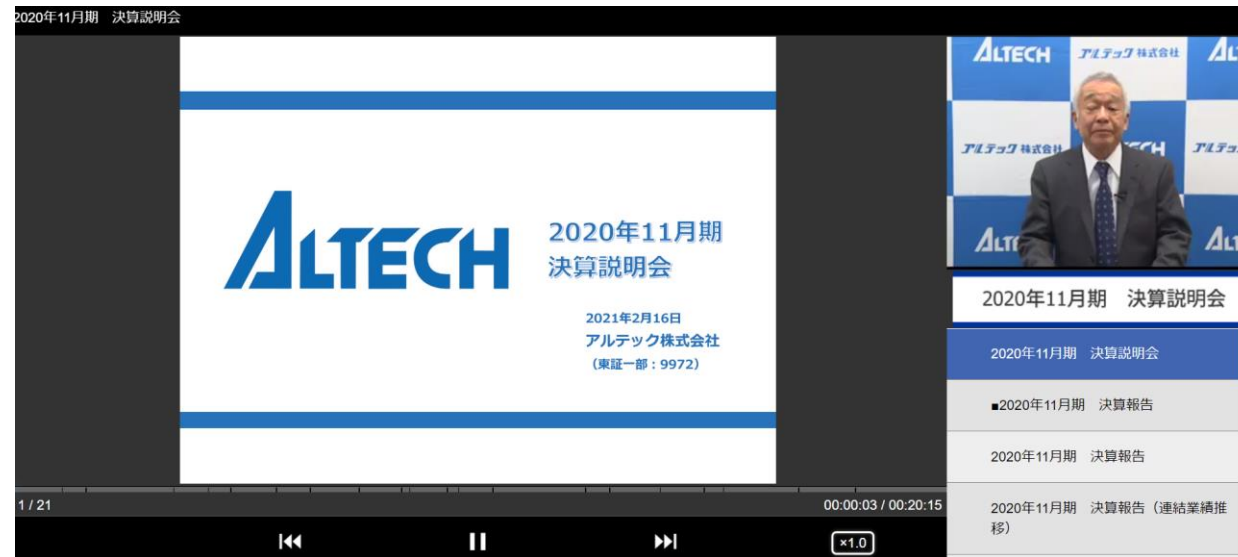 2020年11月期 決算説明会
ALTECH
2020年11月期
決算説明会
2021年2月16日
アルテック株式会社
(東証一部:9972)
1 / 21
00:00:03 / 00:20:15
×1.0
ALTECH アルテック株式会社 AL
アルテック株式会社 CH アルテッ
ALT AL
2020年11月期 決算説明会
2020年11月期 決算説明会
■2020年11月期 決算報告
2020年11月期 決算報告
2020年11月期 決算報告(連結業績推
移)